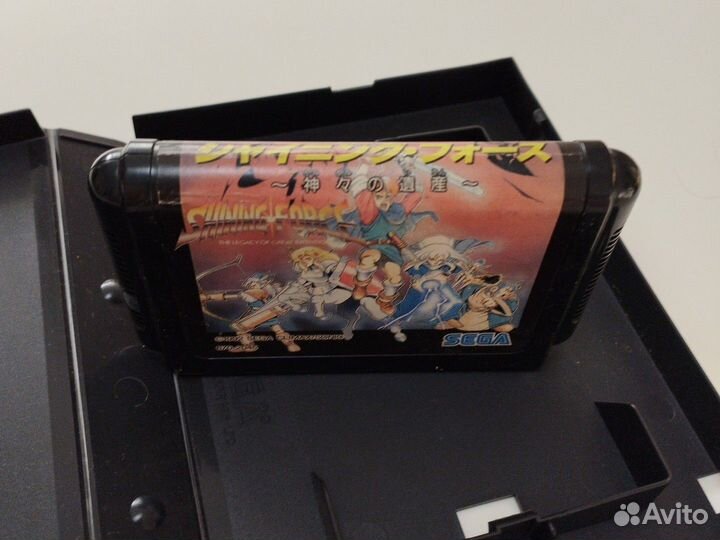 シャイニング・フォース
～神々の遺産～
SHINING FORCE
THE LEGACY OF GREAT
SEGA
Avito